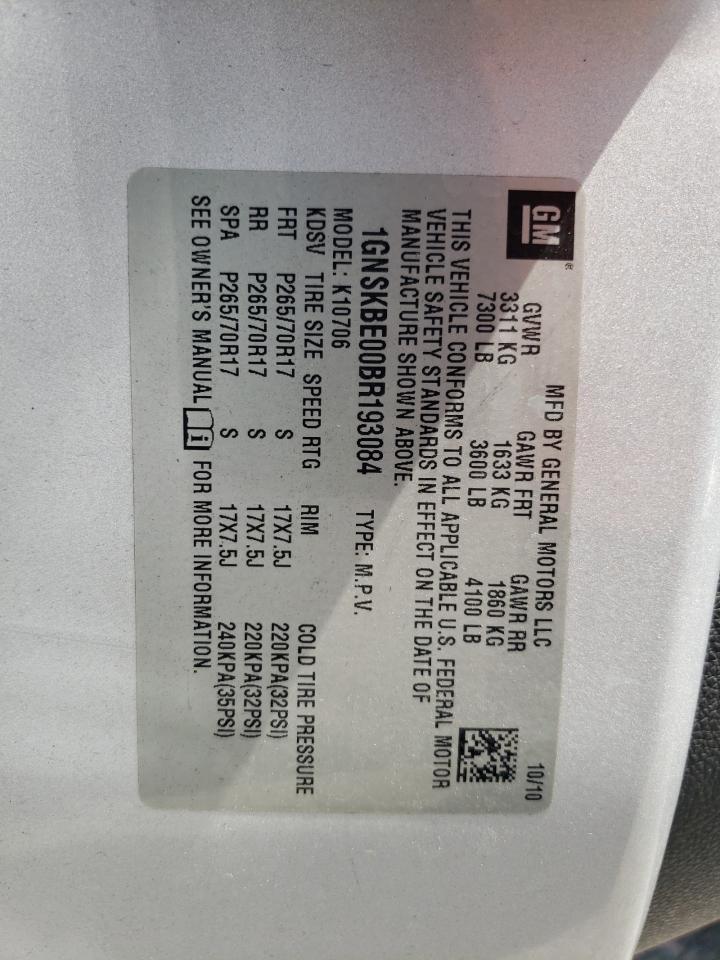 GM®
MFD BY GENERAL MOTORS LLC 10/10
GVWR GAWR FRT GAWR RR
3311 KG 1633 KG 1860 KG
7300 LB 3600 LB 4100 LB
THIS VEHICLE CONFORMS TO ALL APPLICABLE U.S. FEDERAL MOTOR
VEHICLE SAFETY STANDARDS IN EFFECT ON THE DATE OF
MANUFACTURE SHOWN ABOVE.
1GNSKBE00BR193084 TYPE: M.P.V.
MODEL: K10706
KDSV TIRE SIZE SPEED RTG RIM COLD TIRE PRESSURE
FRT P265/70R17 S 17X7.5J 220KPA(32PSI)
RR P265/70R17 S 17X7.5J 220KPA(32PSI)
SPA P265/70R17 S 17X7.5J 240KPA(35PSI)
SEE OWNER'S MANUAL i FOR MORE INFORMATION.